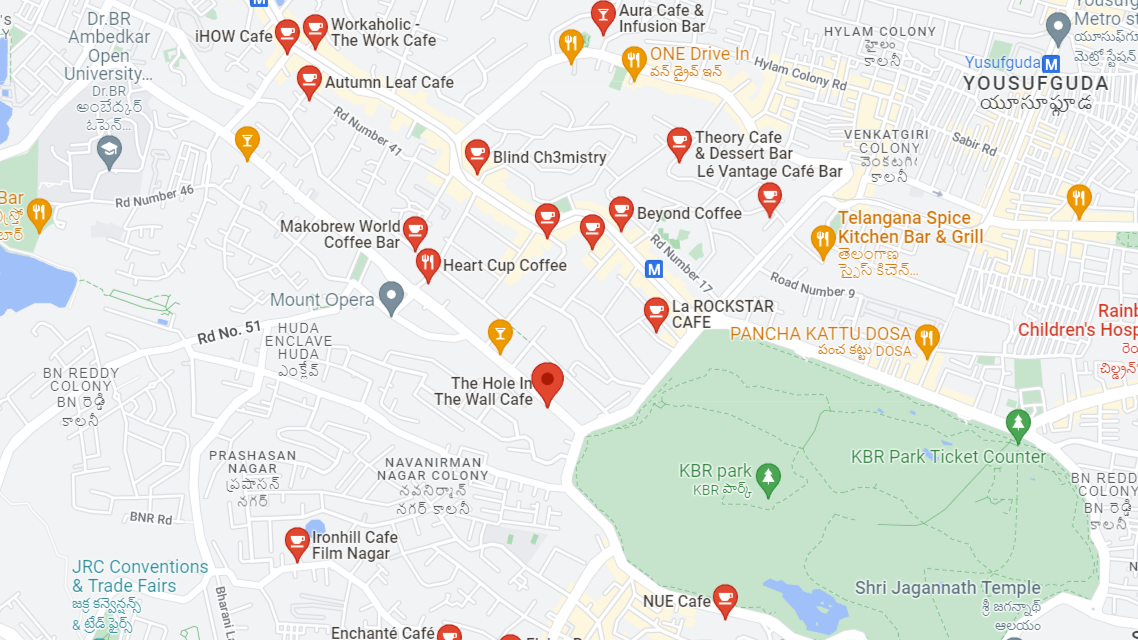 Workaholic -
The Work Cafe
iHOW Cafe
Aura Cafe &
Infusion Bar
Dr.BR
Ambedkar
Open
University...
Dr.BR
అంబేద్కర్
ఓపెన్...
Autumn Leaf Cafe
Rd Number 41
ONE Drive In
వన్ డ్రైవ్ ఇన్
Hylam Colony Rd
HYLAM COLONY
హైలం
కాలనీ
Metro st
మెట్రో స్టేషన్
Yusufguda
M
YOUSUFGUDA
యూసుఫ్గూడ
Theory Cafe
& Dessert Bar
Lé Vantage Café Bar
VENKATGIRI
COLONY
వెంకటగిరి
కాలనీ
Sabir Rd
Blind Ch3mistry
Rd Number 46
Bar
Makobrew World
Coffee Bar
Heart Cup Coffee
Beyond Coffee
Rd Number 17
M
Telangana Spice
Kitchen Bar & Grill
తెలంగాణ
స్పైస్ కిచెన్...
Road Number 9
Mount Opera
La ROCKSTAR
CAFE
PANCHA KATTU DOSA
పంచ కట్టు DOSA
Rainb
Children's Hosp
Rd No. 51
HUDA
ENCLAVE
HUDA
ఎంక్లేవ్
BN REDDY
COLONY
BN రెడ్డి
కాలనీ
The Hole In
The Wall Cafe
PRASHASAN
NAGAR
ప్రషాసన్
నగర్
NAVANIRMAN
NAGAR COLONY
నవనిర్మాన్
నగర్ కాలనీ
KBR park
KBR పార్క్
KBR Park Ticket Counter
BN REDDY
COLONY
BN రెడ్డి
కాలనీ
BNR Rd
Ironhill Cafe
Film Nagar
JRC Conventions
& Trade Fairs
జక్ర కన్వెన్షన్స్
& ట్రేడ్ ఫైర్స్
NUE Cafe
Shri Jagannath Temple
శ్రీ జగన్నాథ్
ఆలయం
Enchanté Café